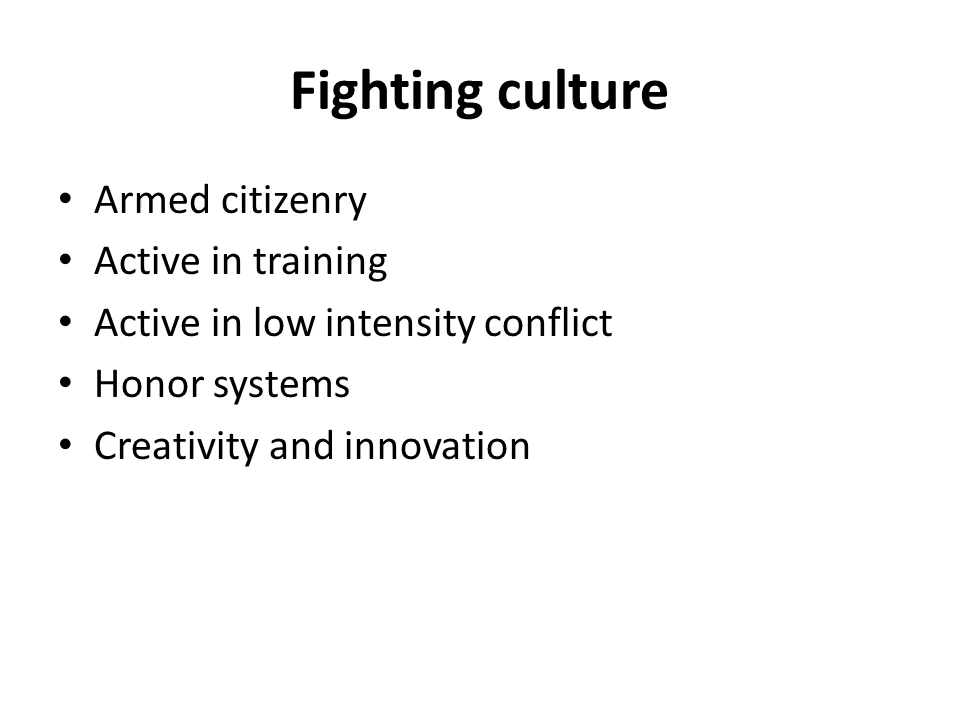 Fighting culture
• Armed citizenry
• Active in training
• Active in low intensity conflict
• Honor systems
• Creativity and innovation